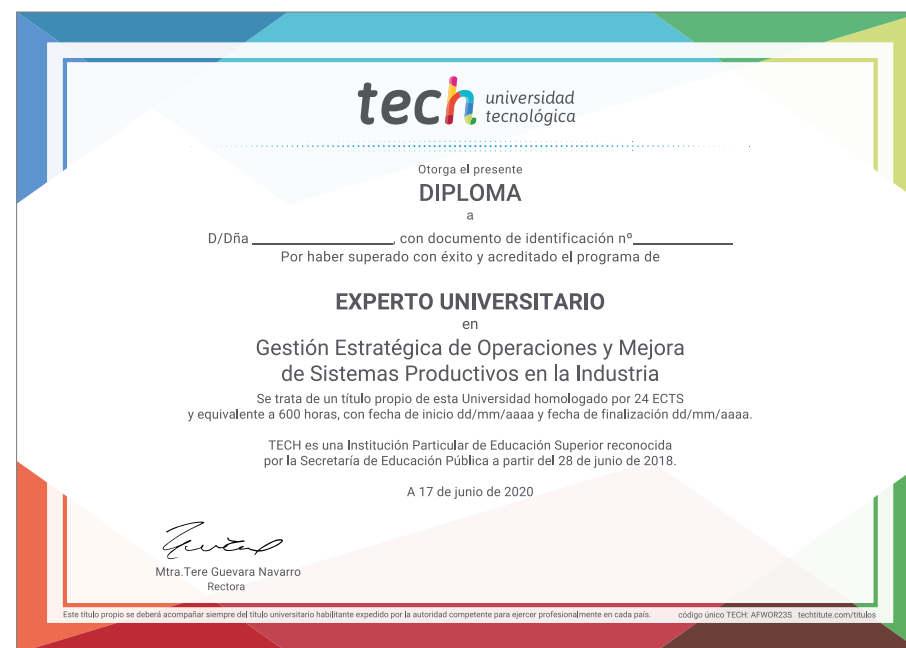 tech universidad
tecnológica
Otorga el presente
DIPLOMA
a
D/Dña ____________, con documento de identificación nº____________
Por haber superado con éxito y acreditado el programa de
EXPERTO UNIVERSITARIO
en
Gestión Estratégica de Operaciones y Mejora
de Sistemas Productivos en la Industria
Se trata de un título propio de esta Universidad homologado por 24 ECTS
y equivalente a 600 horas, con fecha de inicio dd/mm/aaaa y fecha de finalización dd/mm/aaaa.
TECH es una Institución Particular de Educación Superior reconocida
por la Secretaría de Educación Pública a partir del 28 de junio de 2018.
A 17 de junio de 2020
Mtra.Tere Guevara Navarro
Rectora
Este título propio se deberá acompañar siempre del título universitario habilitante expedido por la autoridad competente para ejercer profesionalmente en cada país. código único TECH: AFWOR23S techtitute.com/titulos